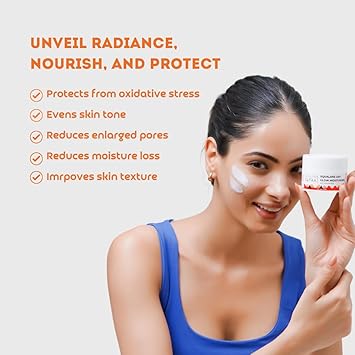 UNVEIL RADIANCE,
NOURISH, AND PROTECT
Protects from oxidative stress
Evens skin tone
Reduces enlarged pores
Reduces moisture loss
Imrpoves skin texture